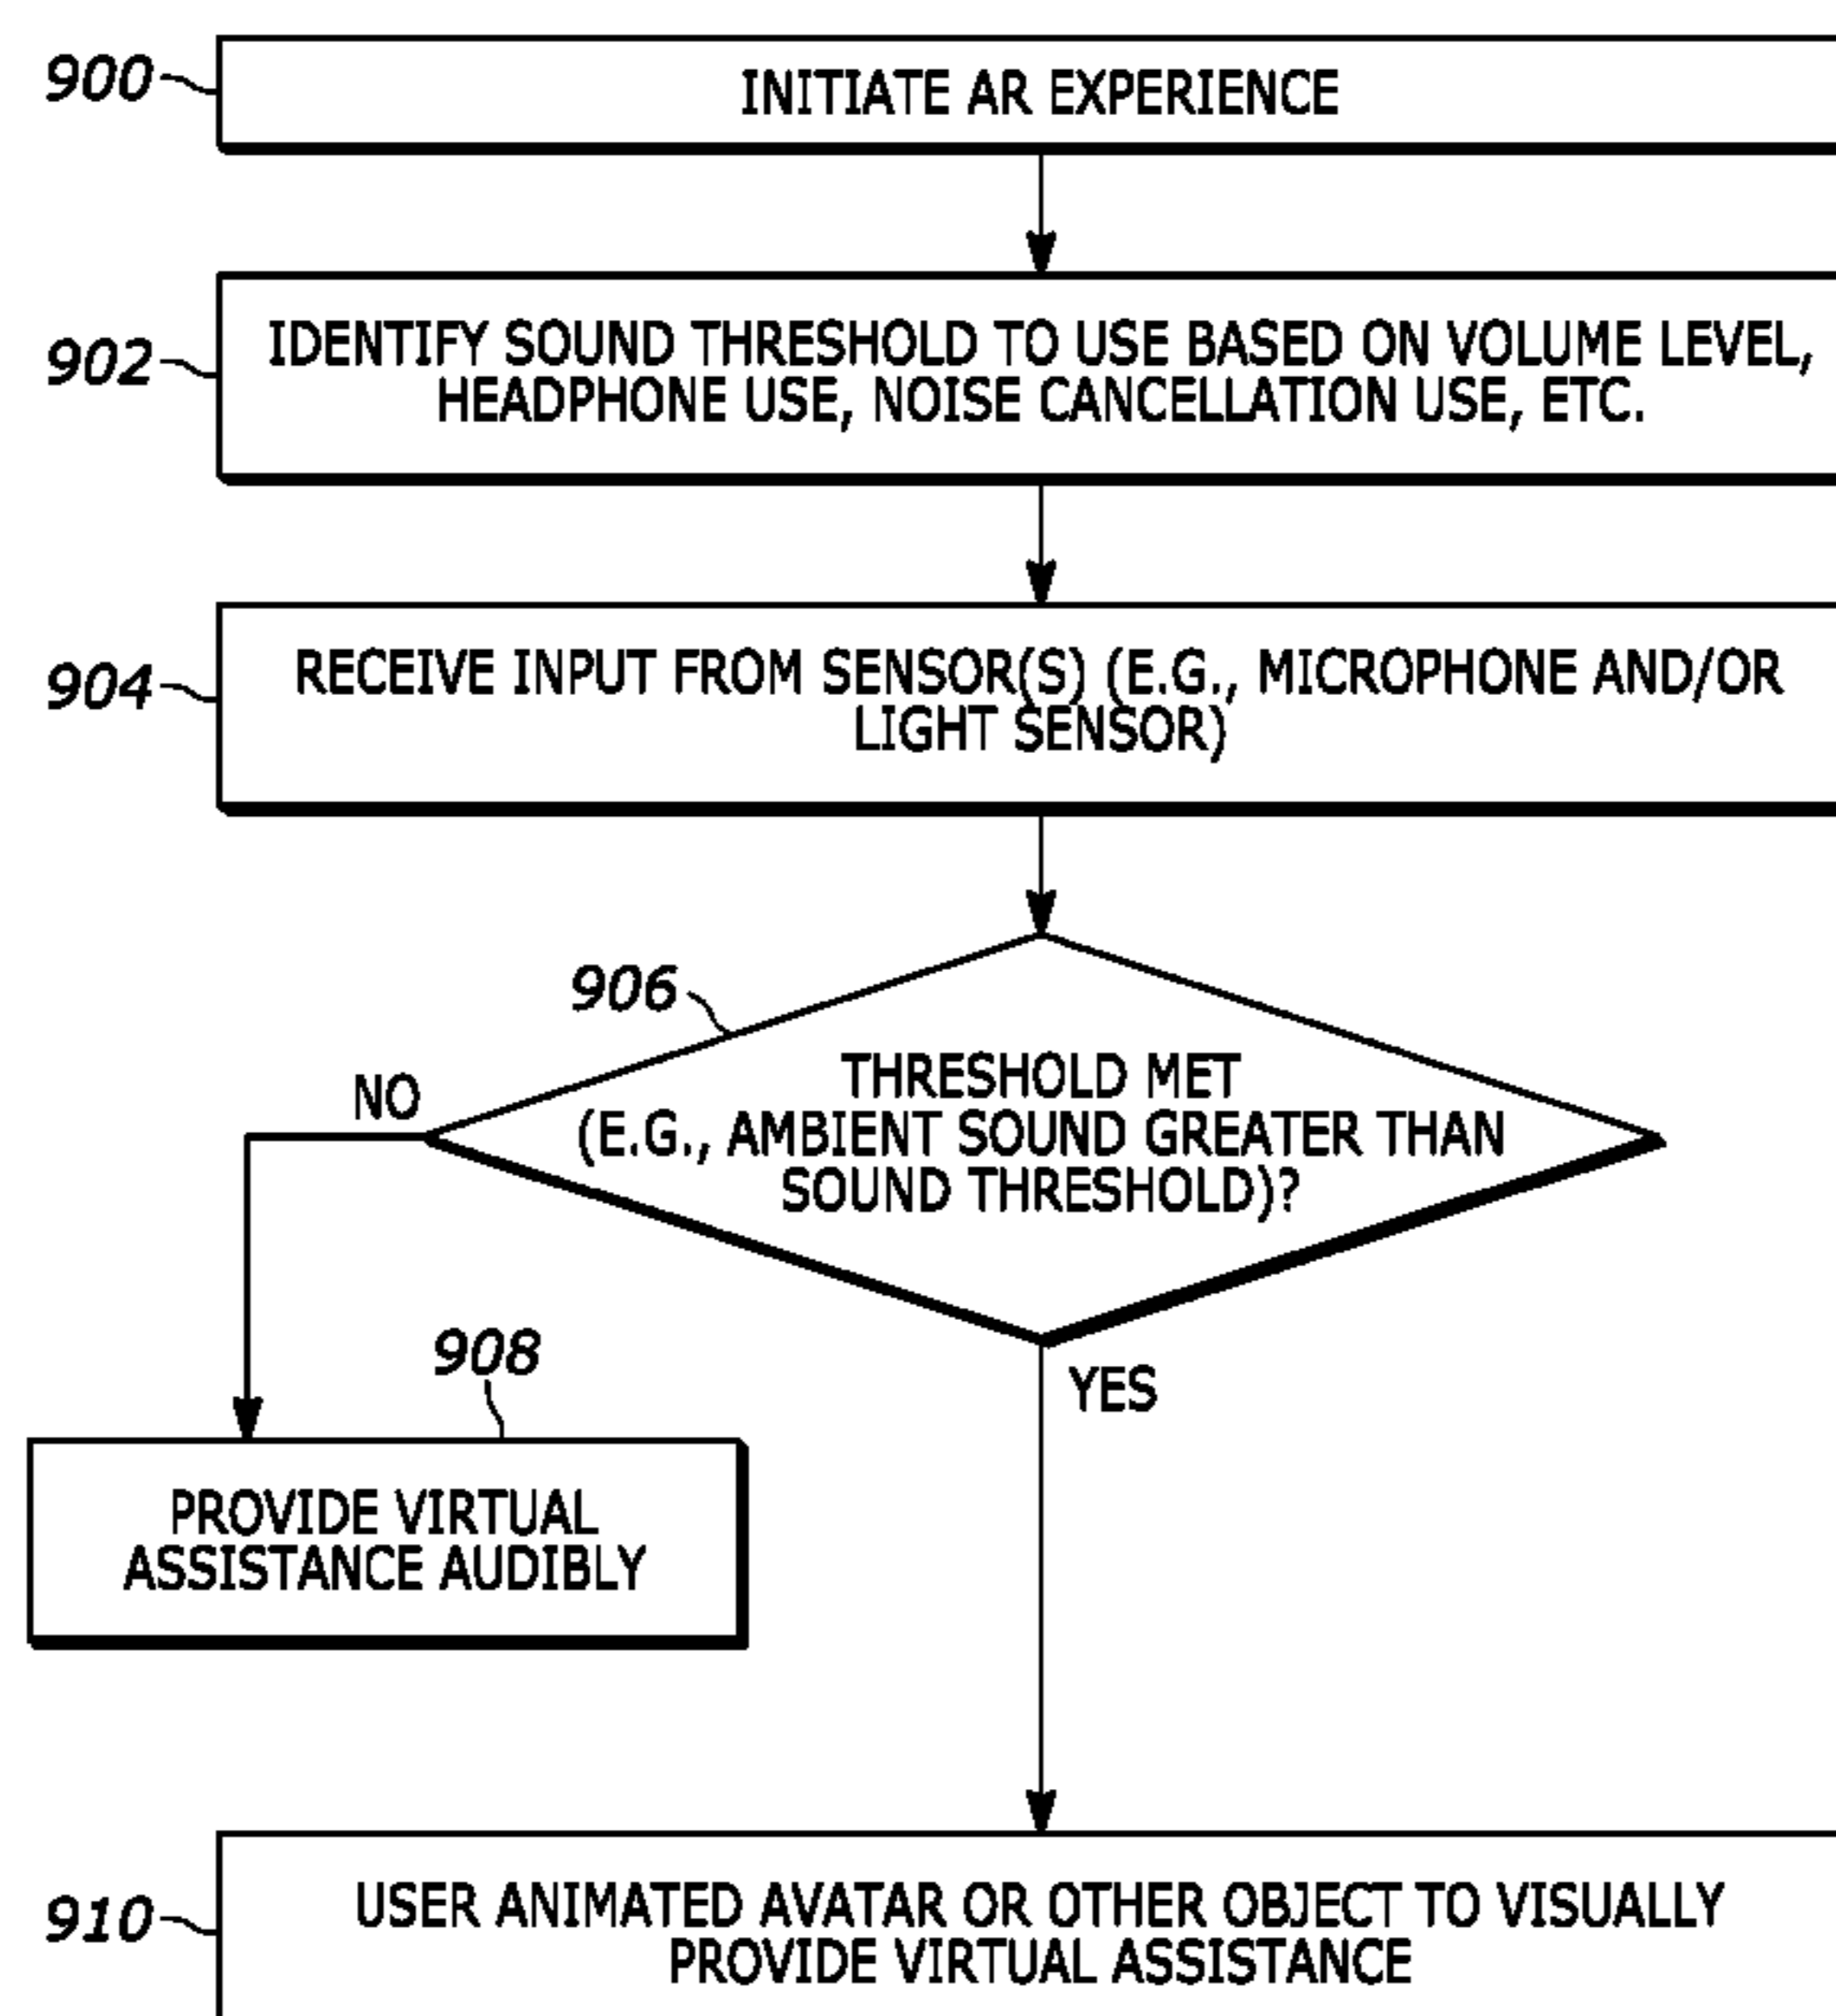 900
INITIATE AR EXPERIENCE
902
IDENTIFY SOUND THRESHOLD TO USE BASED ON VOLUME LEVEL,
HEADPHONE USE, NOISE CANCELLATION USE, ETC.
904
RECEIVE INPUT FROM SENSOR(S) (E.G., MICROPHONE AND/OR
LIGHT SENSOR)
906
THRESHOLD MET
(E.G., AMBIENT SOUND GREATER THAN
SOUND THRESHOLD)?
NO
YES
908
PROVIDE VIRTUAL
ASSISTANCE AUDIBLY
910
USER ANIMATED AVATAR OR OTHER OBJECT TO VISUALLY
PROVIDE VIRTUAL ASSISTANCE